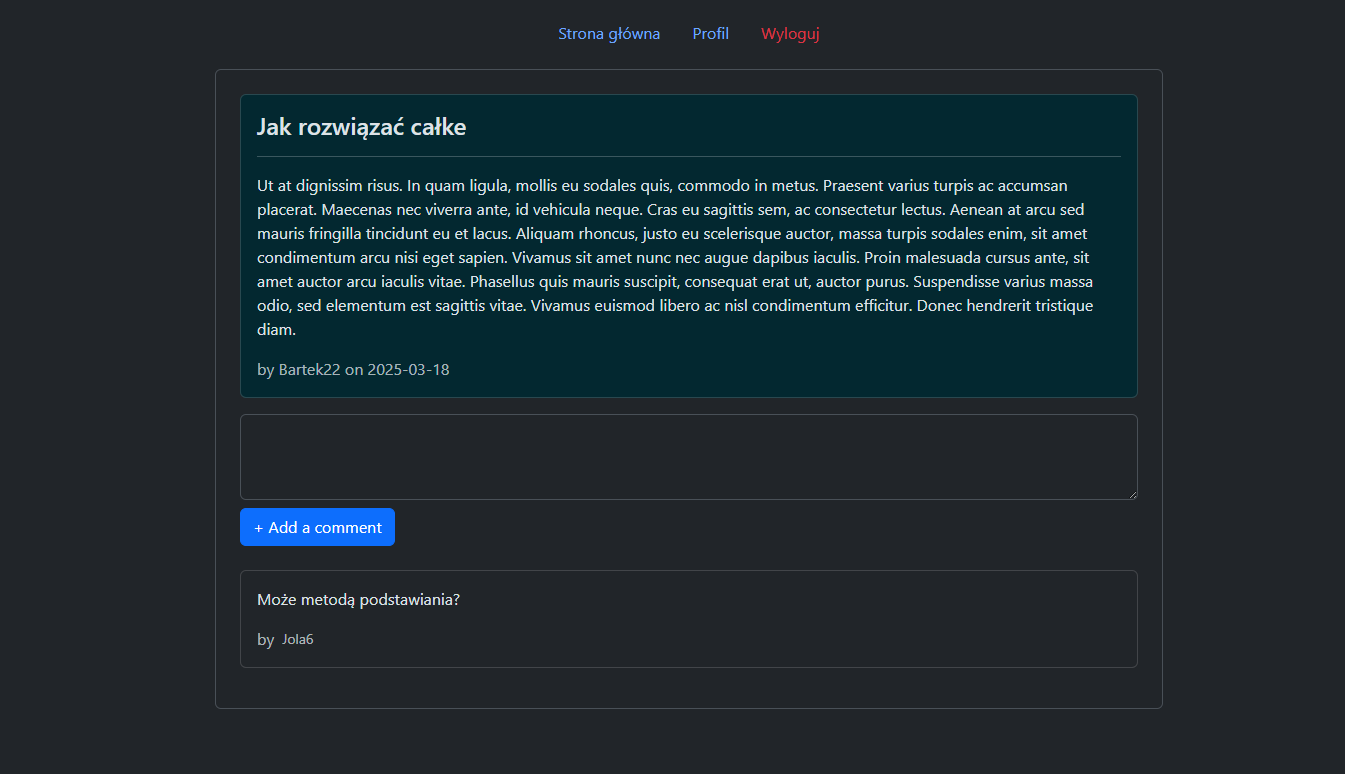 Strona główna Profil Wyloguj
Jak rozwiązać całke
Ut at dignissim risus. In quam ligula, mollis eu sodales quis, commodo in metus. Praesent varius turpis ac accumsan
placerat. Maecenas nec viverra ante, id vehicula neque. Cras eu sagittis sem, ac consectetur lectus. Aenean at arcu sed
mauris fringilla tincidunt eu et lacus. Aliquam rhoncus, justo eu scelerisque auctor, massa turpis sodales enim, sit amet
condimentum arcu nisi eget sapien. Vivamus sit amet nunc nec augue dapibus iaculis. Proin malesuada cursus ante, sit
amet auctor arcu iaculis vitae. Phasellus quis mauris suscipit, consequat erat ut, auctor purus. Suspendisse varius massa
odio, sed elementum est sagittis vitae. Vivamus euismod libero ac nisl condimentum efficitur. Donec hendrerit tristique
diam.
by Bartek22 on 2025-03-18
+ Add a comment
Może metodą podstawiania?
by Jola6